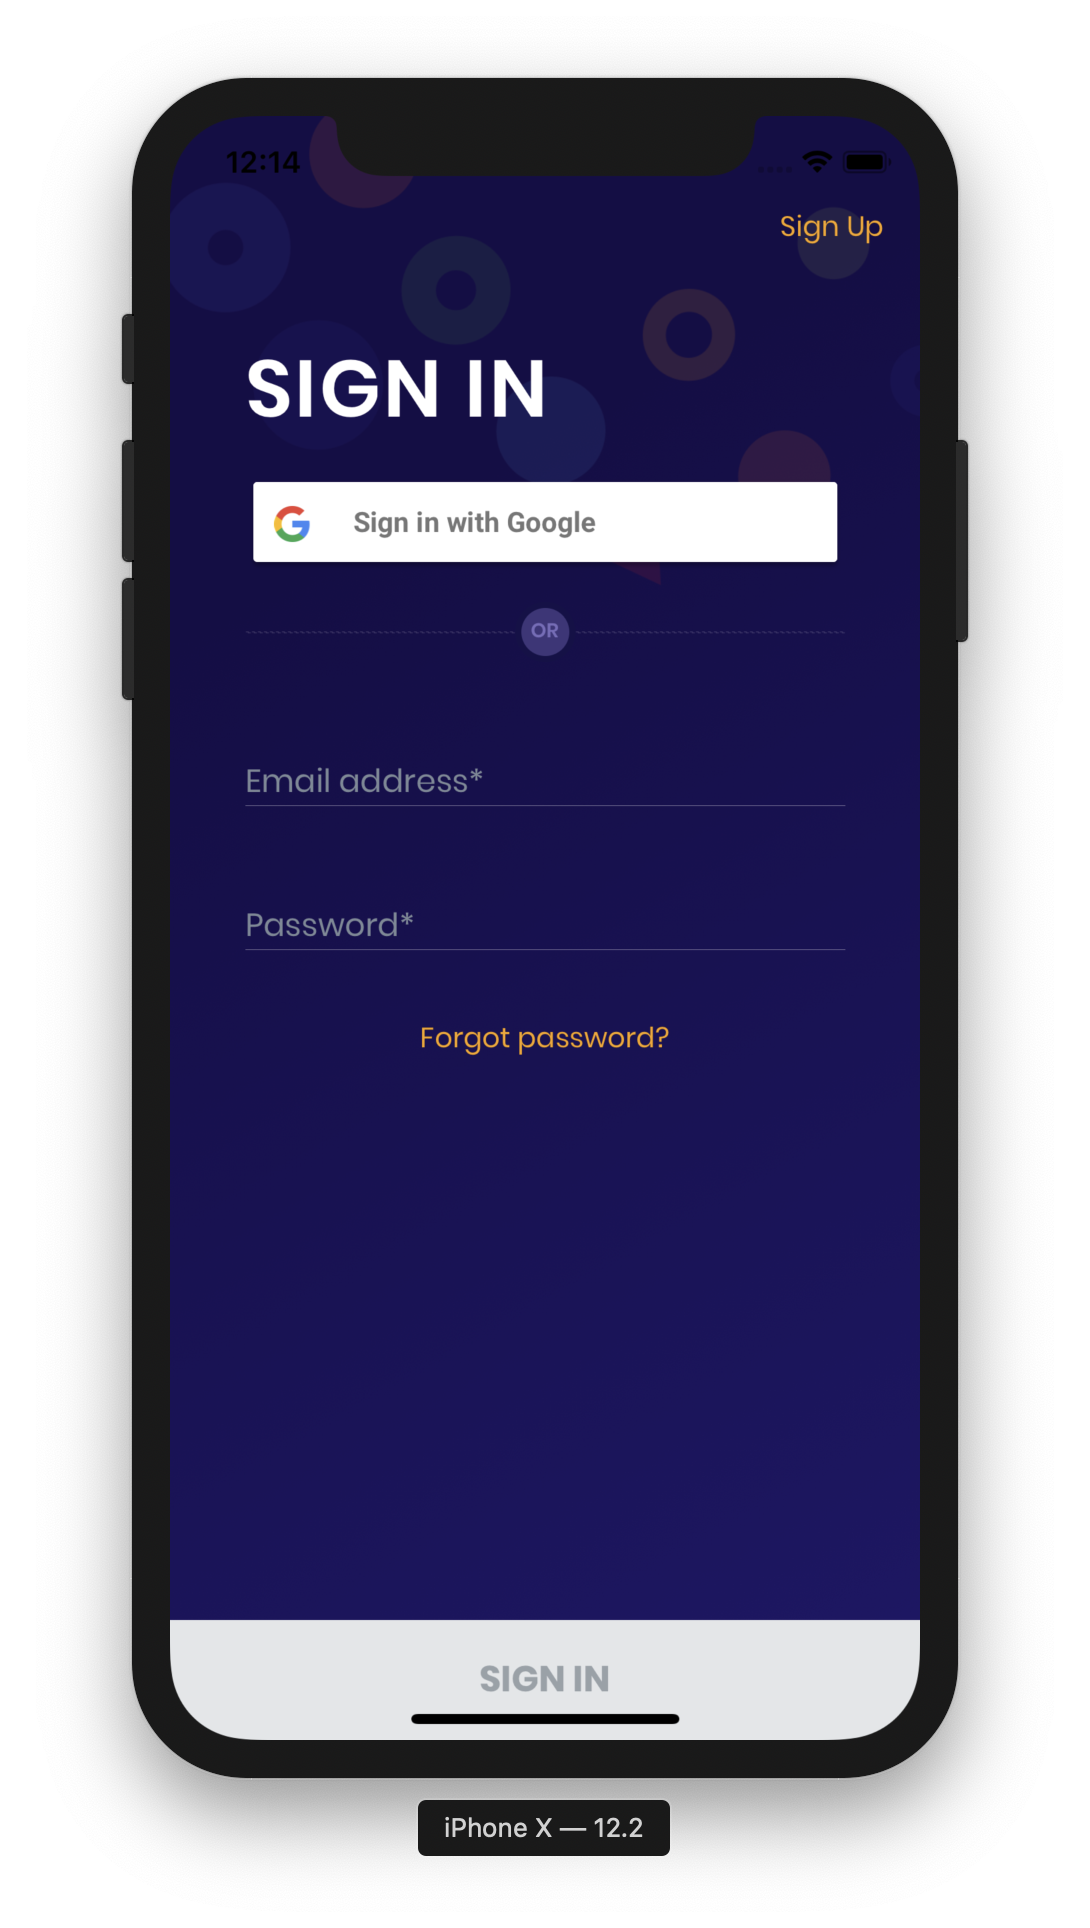 12:14
Sign Up
SIGN IN
Sign in with Google
OR
Email address*
Password*
Forgot password?
SIGN IN
iPhone X — 12.2